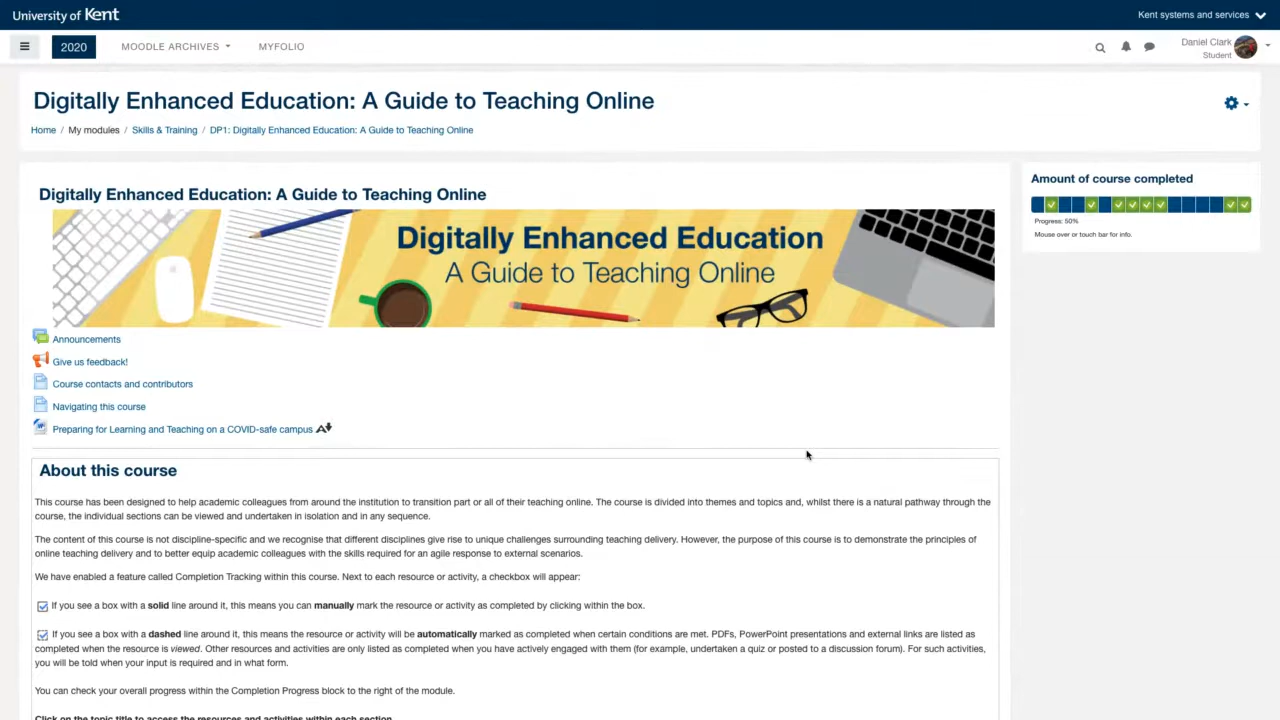 University of Kent
Kent systems and services
2020
MOODLE ARCHIVES
MYFOLIO
Daniel Clark
Student
Digitally Enhanced Education: A Guide to Teaching Online
Home / My modules / Skills & Training / DP1: Digitally Enhanced Education: A Guide to Teaching Online
Digitally Enhanced Education: A Guide to Teaching Online
Digitally Enhanced Education
A Guide to Teaching Online
Announcements
Give us feedback!
Course contacts and contributors
Navigating this course
Preparing for Learning and Teaching on a COVID-safe campus
Amount of course completed
Progress: 50%
Mouse over or touch bar for info.
About this course
This course has been designed to help academic colleagues from around the institution to transition part or all of their teaching online. The course is divided into themes and topics and, whilst there is a natural pathway through the
course, the individual sections can be viewed and undertaken in isolation and in any sequence.
The content of this course is not discipline-specific and we recognise that different disciplines give rise to unique challenges surrounding teaching delivery. However, the purpose of this course is to demonstrate the principles of
online teaching delivery and to better equip academic colleagues with the skills required for an agile response to external scenarios.
We have enabled a feature called Completion Tracking within this course. Next to each resource or activity, a checkbox will appear:
If you see a box with a solid line around it, this means you can manually mark the resource or activity as completed by clicking within the box.
If you see a box with a dashed line around it, this means the resource or activity will be automatically marked as completed when certain conditions are met. PDFs, PowerPoint presentations and external links are listed as
completed when the resource is viewed. Other resources and activities are only listed as completed when you have actively engaged with them (for example, undertaken a quiz or posted to a discussion forum). For such activities,
you will be told when your input is required and in what form.
You can check your overall progress within the Completion Progress block to the right of the module.
Click on the topic title to access the resources and activities within each section.